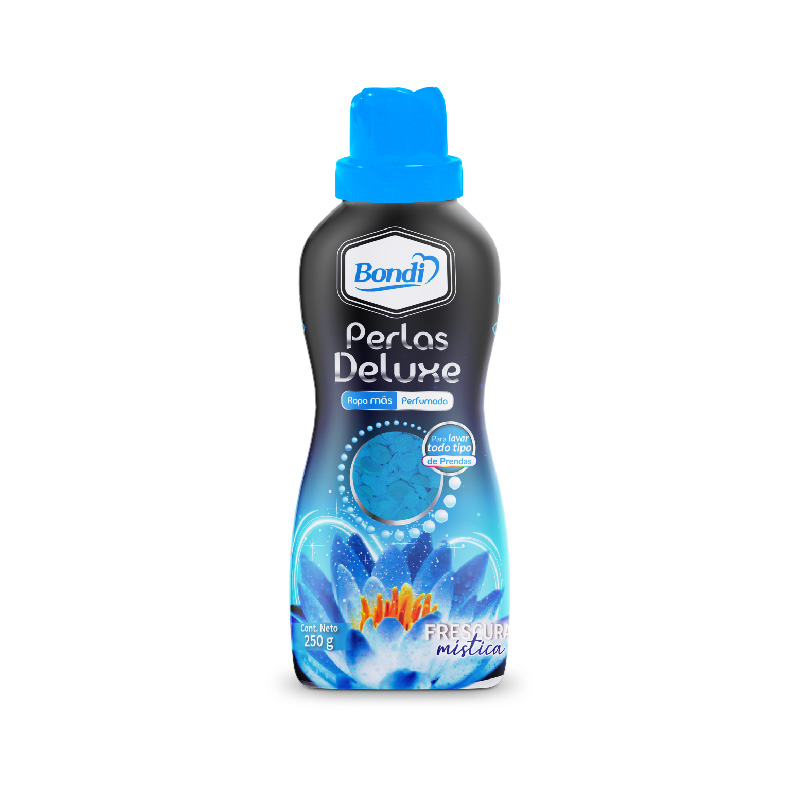 Bondi
Perlas
Deluxe
Ropa más Perfumada
Para lavar
todo tipo
de Prendas
Cont. Neto
250 g
FRESCURA
mística